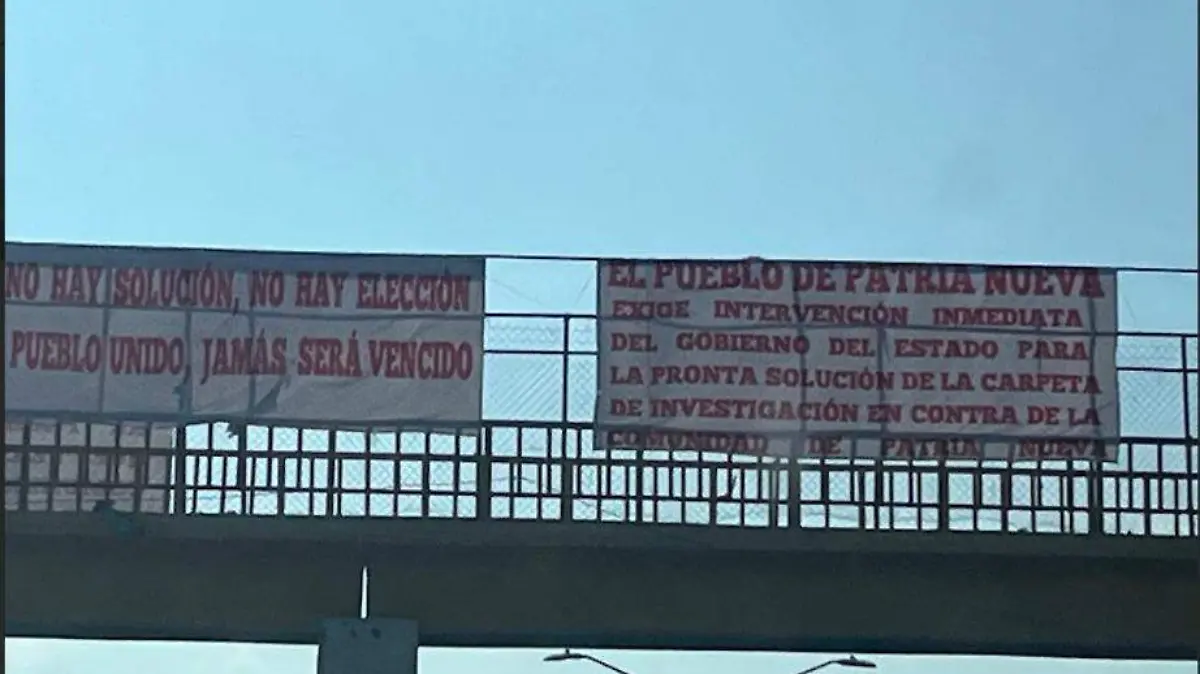 NO HAY SOLUCIÓN, NO HAY ELECCIÓN
PUEBLO UNIDO, JAMÁS SERÁ VENCIDO
EL PUEBLO DE PATRIA NUEVA
EXIGE INTERVENCIÓN INMEDIATA
DEL GOBIERNO DEL ESTADO PARA
LA PRONTA SOLUCIÓN DE LA CARPETA
DE INVESTIGACIÓN EN CONTRA DE LA
COMUNIDAD DE PATRIA NUEVA